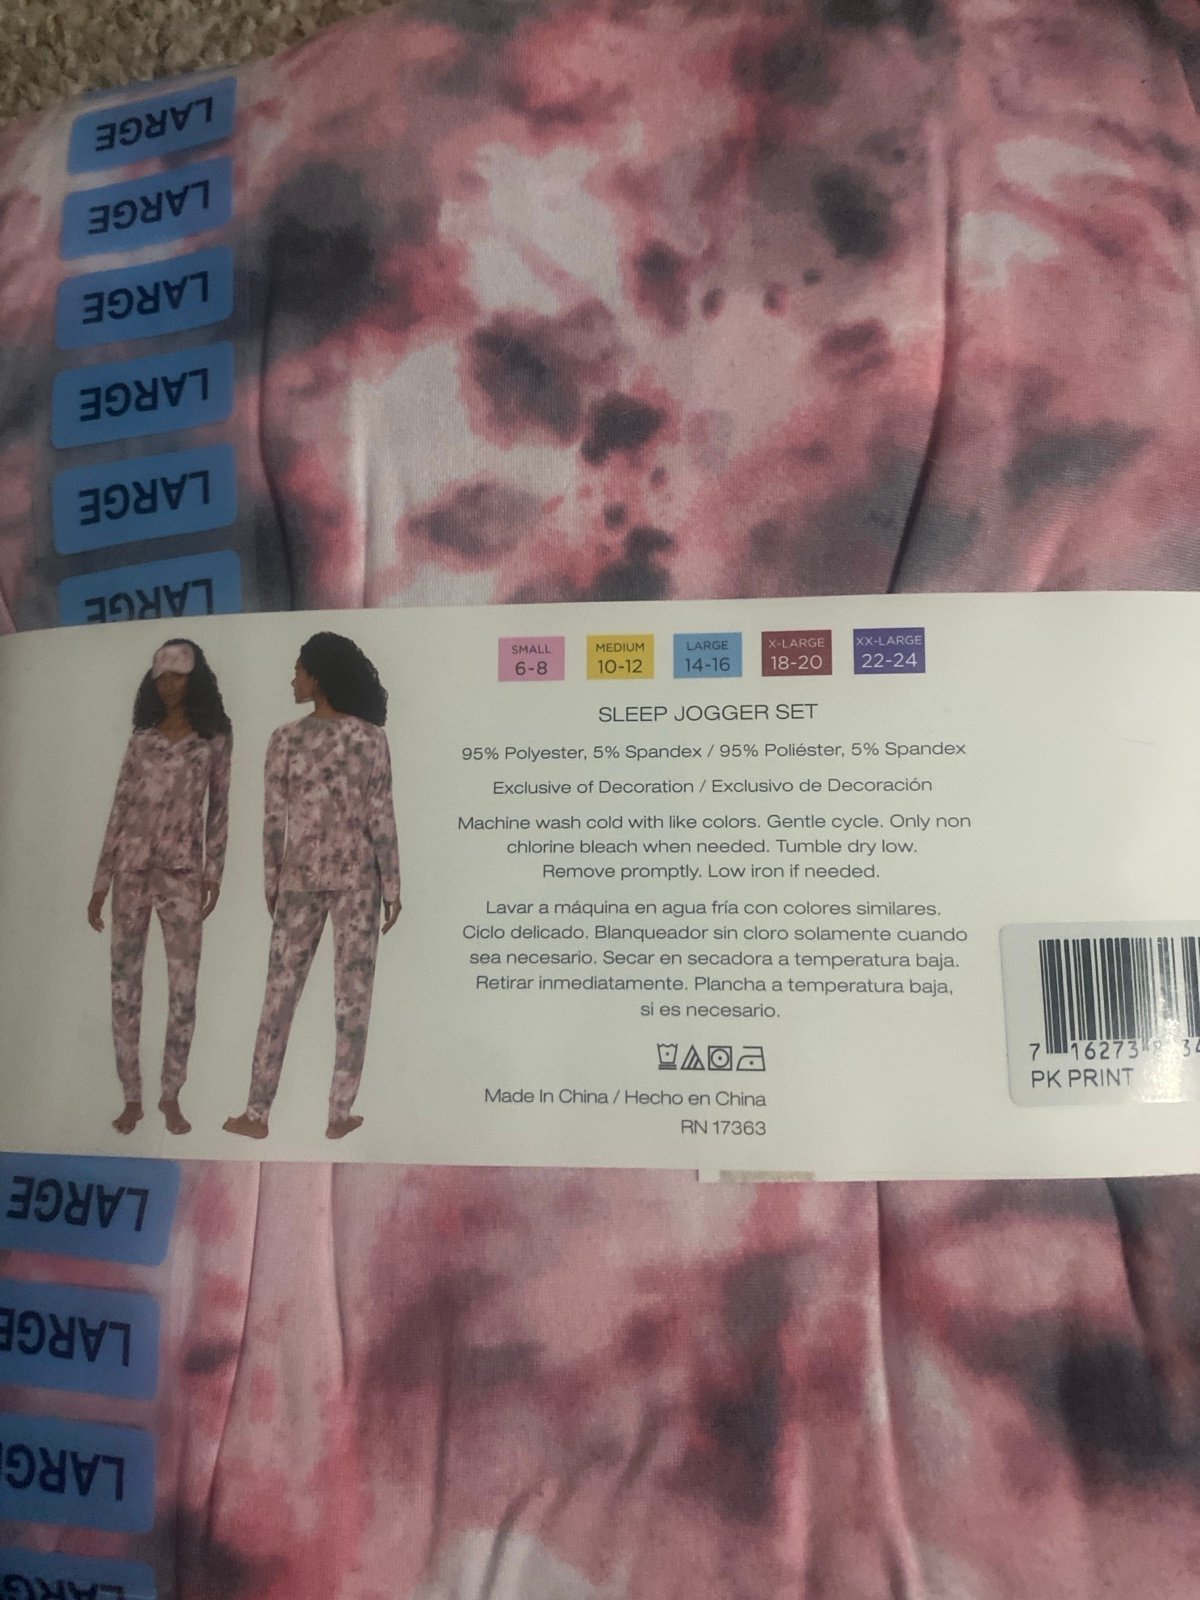 LARGE
LARGE
LARGE
LARGE
LARGE
LARGE
SMALL
6-8
MEDIUM
10-12
LARGE
14-16
X-LARGE
18-20
XX-LARGE
22-24
SLEEP JOGGER SET
95% Polyester, 5% Spandex / 95% Poliéster, 5% Spandex
Exclusive of Decoration / Exclusivo de Decoración
Machine wash cold with like colors. Gentle cycle. Only non
chlorine bleach when needed. Tumble dry low.
Remove promptly. Low iron if needed.
Lavar a máquina en agua fría con colores similares.
Ciclo delicado. Blanqueador sin cloro solamente cuando
sea necesario. Secar en secadora a temperatura baja.
Retirar inmediatamente. Plancha a temperatura baja,
si es necesario.
Made In China / Hecho en China
RN 17363
7 16273
PK PRINT
LARGE
LARGE
LARG
LAR